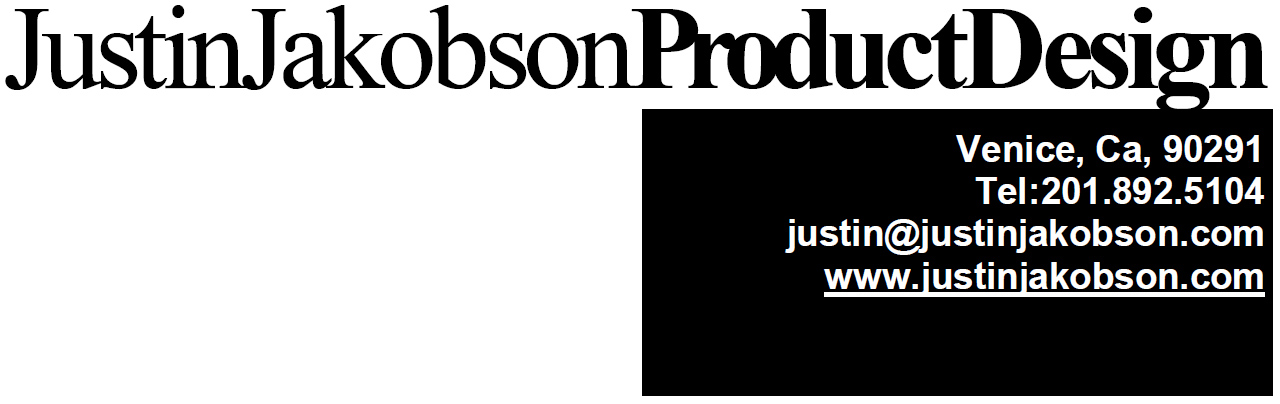 JustinJakobsonProductDesign
Venice, Ca, 90291
Tel:201.892.5104
justin@justinjakobson.com
www.justinjakobson.com